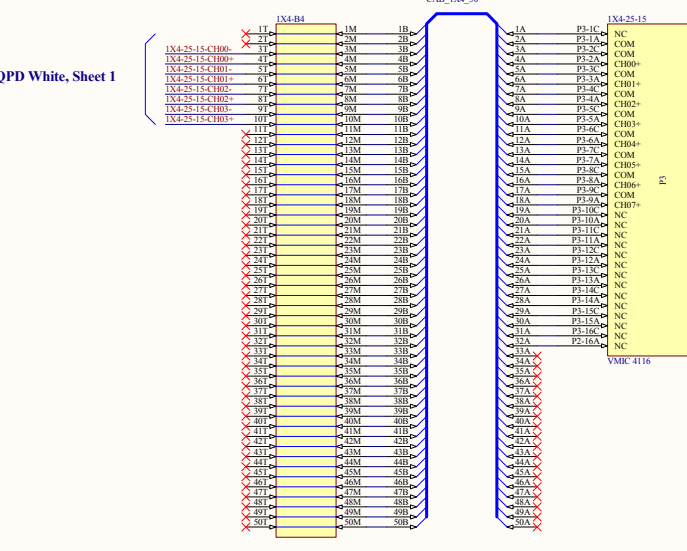 CAB_1X4_50
1X4-B4 1X4-25-15
1T 1M 1B 1A P3-1C NC
2T 2M 2B 2A P3-1A COM
1X4-25-15-CH00- 3T 3M 3B 3A P3-2C COM
1X4-25-15-CH00+ 4T 4M 4B 4A P3-2A CH00+
1X4-25-15-CH01- 5T 5M 5B 5A P3-3C COM
QPD White, Sheet 1
1X4-25-15-CH01+ 6T 6M 6B 6A P3-3A CH01+
1X4-25-15-CH02- 7T 7M 7B 7A P3-4C COM
1X4-25-15-CH02+ 8T 8M 8B 8A P3-4A CH02+
1X4-25-15-CH03- 9T 9M 9B 9A P3-5C COM
1X4-25-15-CH03+ 10T 10M 10B 10A P3-5A CH03+
11T 11M 11B 11A P3-6C COM
12T 12M 12B 12A P3-6A CH04+
13T 13M 13B 13A P3-7C COM
14T 14M 14B 14A P3-7A CH05+
15T 15M 15B 15A P3-8C COM
16T 16M 16B 16A P3-8A CH06+
P3
17T 17M 17B 17A P3-9C COM
18T 18M 18B 18A P3-9A CH07+
19T 19M 19B 19A P3-10C NC
20T 20M 20B 20A P3-10A NC
21T 21M 21B 21A P3-11C NC
22T 22M 22B 22A P3-11A NC
23T 23M 23B 23A P3-12C NC
24T 24M 24B 24A P3-12A NC
25T 25M 25B 25A P3-13C NC
26T 26M 26B 26A P3-13A NC
27T 27M 27B 27A P3-14C NC
28T 28M 28B 28A P3-14A NC
29T 29M 29B 29A P3-15C NC
30T 30M 30B 30A P3-15A NC
31T 31M 31B 31A P3-16C NC
32T 32M 32B 32A P2-16A NC
33T 33M 33B 33A
34T 34M 34B 34A VMIC 4116
35T 35M 35B 35A
36T 36M 36B 36A
37T 37M 37B 37A
38T 38M 38B 38A
39T 39M 39B 39A
40T 40M 40B 40A
41T 41M 41B 41A
42T 42M 42B 42A
43T 43M 43B 43A
44T 44M 44B 44A
45T 45M 45B 45A
46T 46M 46B 46A
47T 47M 47B 47A
48T 48M 48B 48A
49T 49M 49B 49A
50T 50M 50B 50A